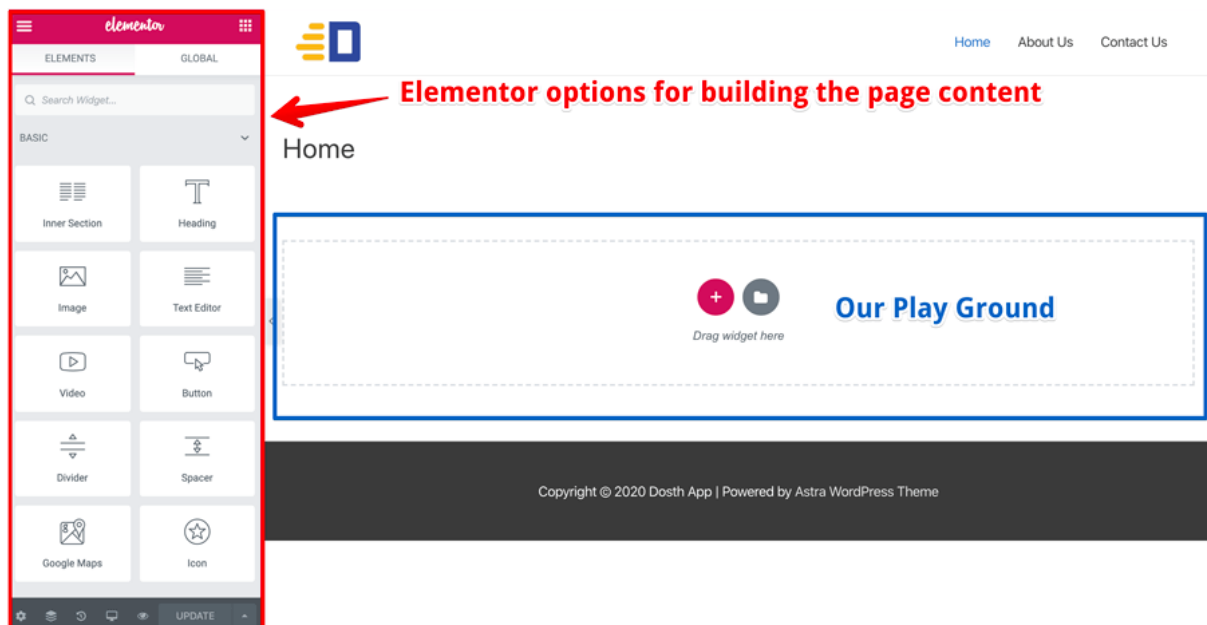 elementor
ELEMENTS GLOBAL
Search Widget...
BASIC
Inner Section Heading
Image Text Editor
Video Button
Divider Spacer
Google Maps Icon
UPDATE
D
Home About Us Contact Us
Elementor options for building the page content
Home
Our Play Ground
Drag widget here
Copyright © 2020 Dosth App | Powered by Astra WordPress Theme